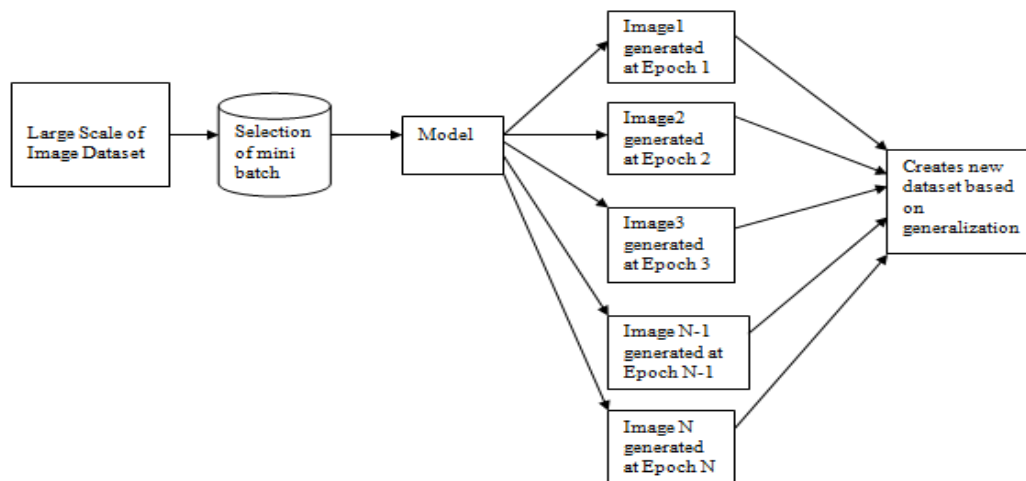 Large Scale of
Image Dataset
Selection
of mini
batch
Model
Image1
generated
at Epoch 1
Image2
generated
at Epoch 2
Image3
generated
at Epoch 3
Image N-1
generated at
Epoch N-1
Image N
generated
at Epoch N
Creates new
dataset based
on
generalization